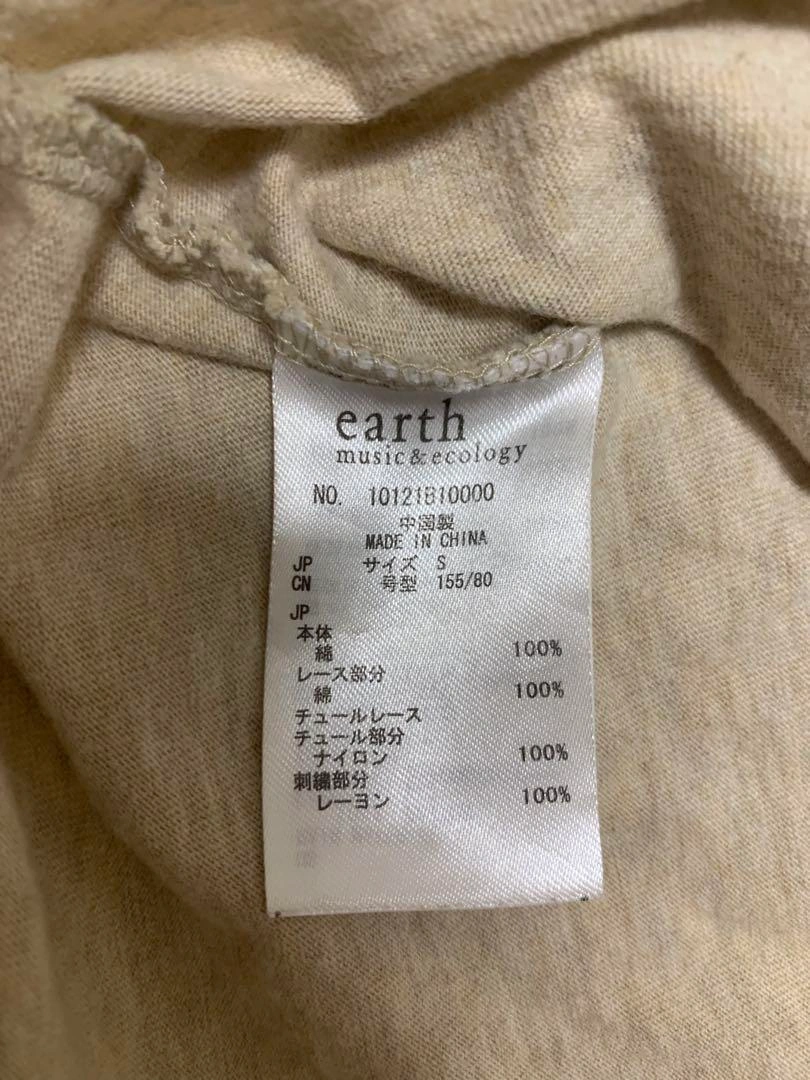 earth
music&ecology
NO. 10121B10000
中国製
MADE IN CHINA
JP サイズ S
CN 号型 155/80
JP
本体
綿 100%
レース部分
綿 100%
チュールレース
チュール部分
ナイロン 100%
刺繍部分
レーヨン 100%